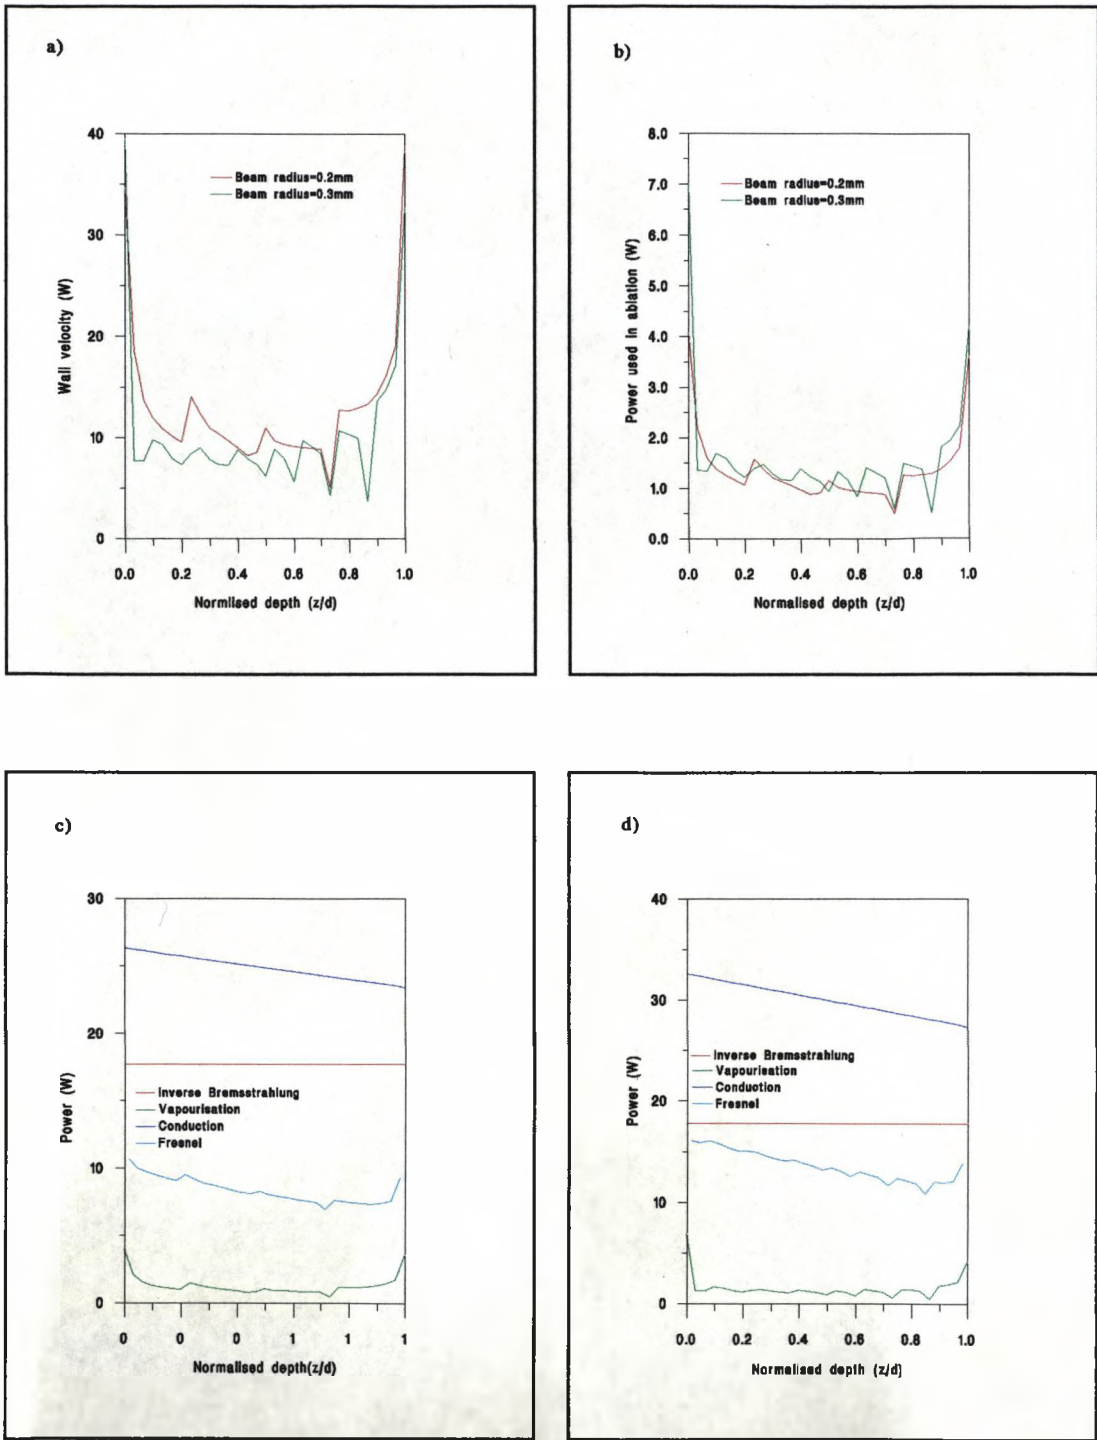 a)
40
30
20
10
0
Wall velocity (W)
Beam radius=0.2mm
Beam radius=0.3mm
0.0 0.2 0.4 0.6 0.8 1.0
Normlised depth (z/d)
b)
8.0
7.0
6.0
5.0
4.0
3.0
2.0
1.0
0.0
Power used in ablation (W)
Beam radius=0.2mm
Beam radius=0.3mm
0.0 0.2 0.4 0.6 0.8 1.0
Normalised depth (z/d)
c)
30
20
10
0
Power (W)
Inverse Bremsstrahlung
Vapourisation
Conduction
Fresnel
0 0 0 1 1 1
Normalised depth(z/d)
d)
40
30
20
10
0
Power (W)
Inverse Bremsstrahlung
Vapourisation
Conduction
Fresnel
0.0 0.2 0.4 0.6 0.8 1.0
Normalised depth (z/d)